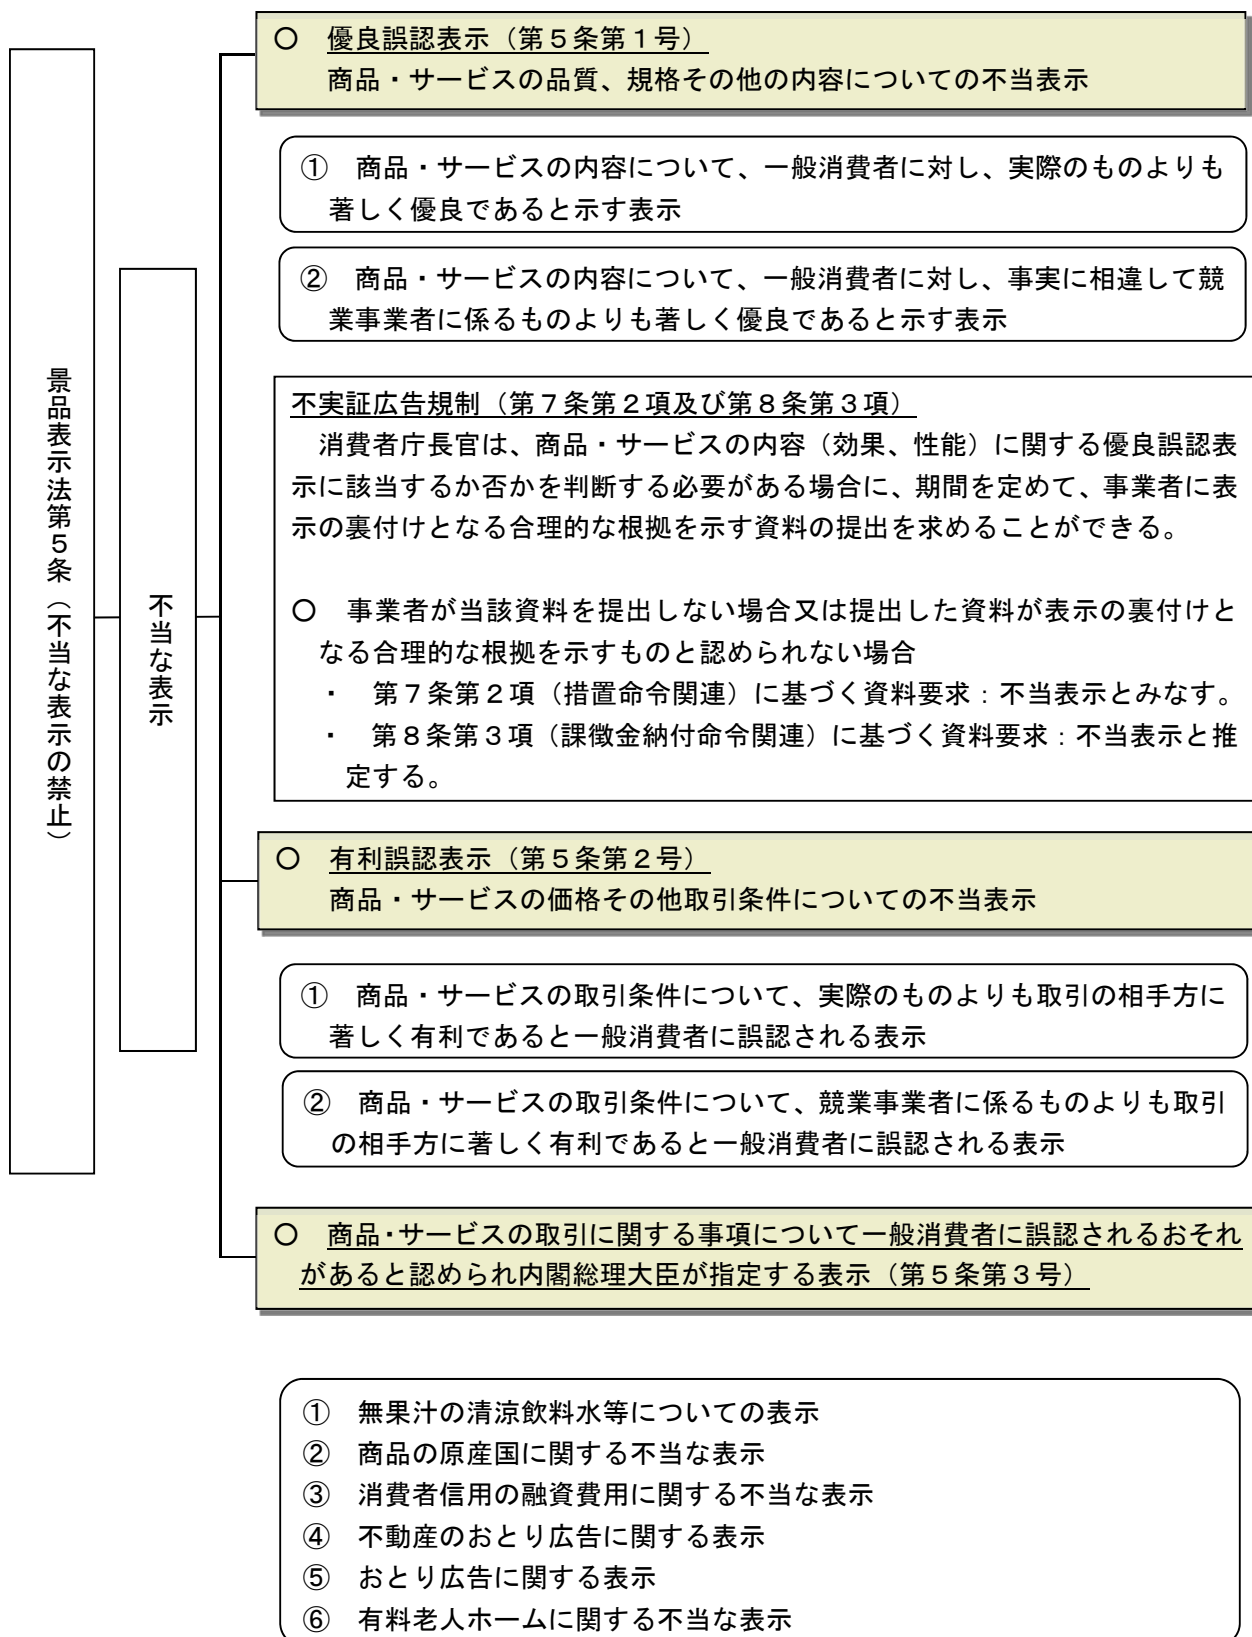 景品表示法第５条（不当な表示の禁止）
不当な表示
○　優良誤認表示（第５条第１号）
商品・サービスの品質、規格その他の内容についての不当表示
①　商品・サービスの内容について、一般消費者に対し、実際のものよりも
著しく優良であると示す表示
②　商品・サービスの内容について、一般消費者に対し、事実に相違して競
業事業者に係るものよりも著しく優良であると示す表示
不実証広告規制（第７条第２項及び第８条第３項）
消費者庁長官は、商品・サービスの内容（効果、性能）に関する優良誤認表
示に該当するか否かを判断する必要がある場合に、期間を定めて、事業者に表
示の裏付けとなる合理的な根拠を示す資料の提出を求めることができる。
○　事業者が当該資料を提出しない場合又は提出した資料が表示の裏付けと
なる合理的な根拠を示すものと認められない場合
・　第７条第２項（措置命令関連）に基づく資料要求：不当表示とみなす。
・　第８条第３項（課徴金納付命令関連）に基づく資料要求：不当表示と推
定する。
○　有利誤認表示（第５条第２号）
商品・サービスの価格その他取引条件についての不当表示
①　商品・サービスの取引条件について、実際のものよりも取引の相手方に
著しく有利であると一般消費者に誤認される表示
②　商品・サービスの取引条件について、競業事業者に係るものよりも取引
の相手方に著しく有利であると一般消費者に誤認される表示
○　商品・サービスの取引に関する事項について一般消費者に誤認されるおそれ
があると認められ内閣総理大臣が指定する表示（第５条第３号）
①　無果汁の清涼飲料水等についての表示
②　商品の原産国に関する不当な表示
③　消費者信用の融資費用に関する不当な表示
④　不動産のおとり広告に関する表示
⑤　おとり広告に関する表示
⑥　有料老人ホームに関する不当な表示